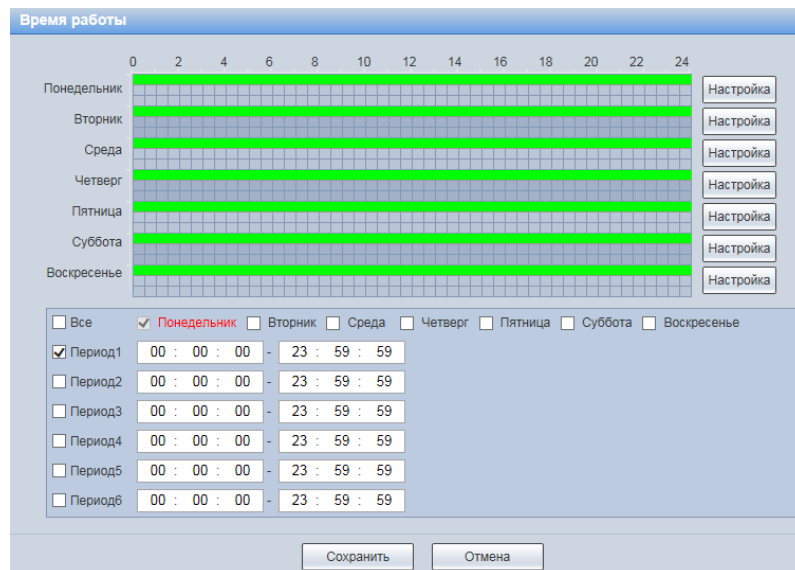 Время работы
0 2 4 6 8 10 12 14 16 18 20 22 24
Понедельник Настройка
Вторник Настройка
Среда Настройка
Четверг Настройка
Пятница Настройка
Суббота Настройка
Воскресенье Настройка
Все Понедельник Вторник Среда Четверг Пятница Суббота Воскресенье
Период1 00 : 00 : 00 - 23 : 59 : 59
Период2 00 : 00 : 00 - 23 : 59 : 59
Период3 00 : 00 : 00 - 23 : 59 : 59
Период4 00 : 00 : 00 - 23 : 59 : 59
Период5 00 : 00 : 00 - 23 : 59 : 59
Период6 00 : 00 : 00 - 23 : 59 : 59
Сохранить Отмена